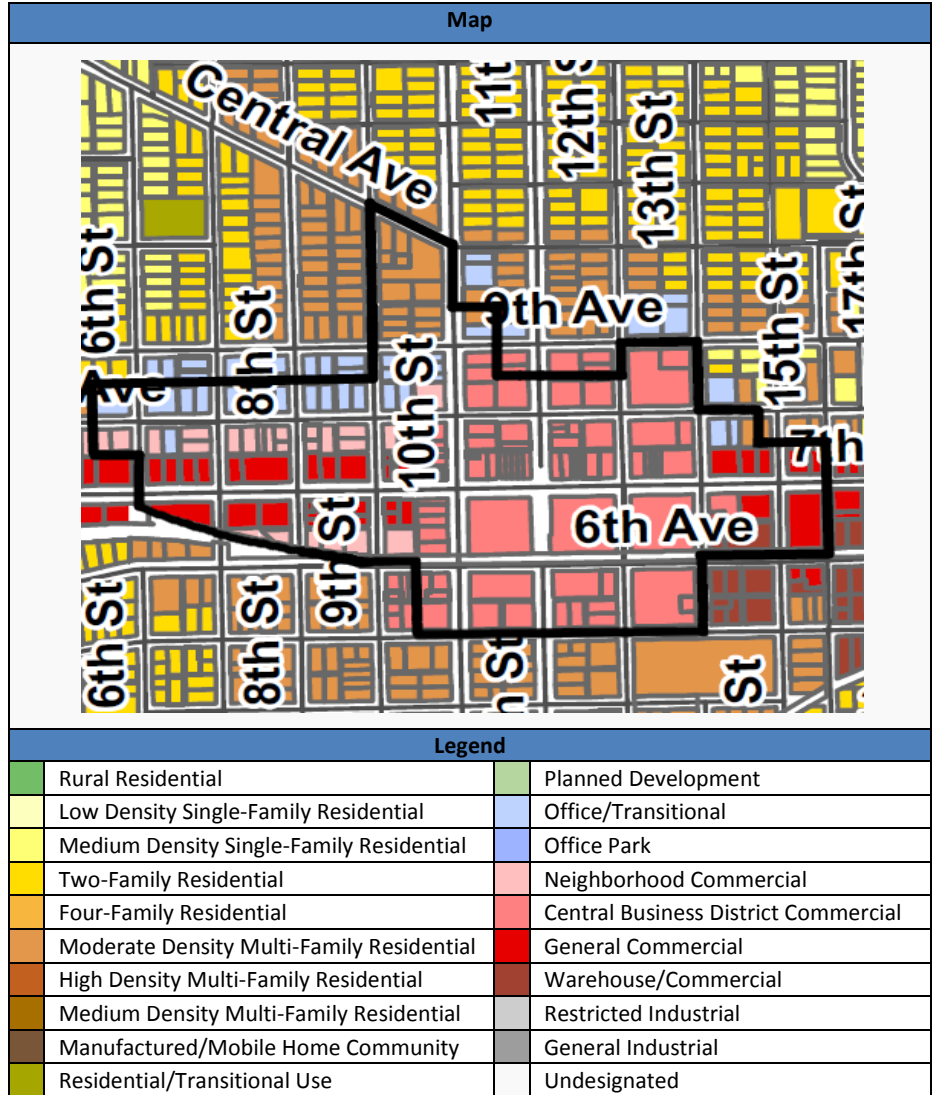 Map
Central Ave
11t
12th S
13th St
17th St
6th St
8th St
9th Ave
15th St
Ave
10th St
7th
6th Ave
9th St
6th St
8th St
n St
St
Legend
Rural Residential
Planned Development
Low Density Single-Family Residential
Office/Transitional
Medium Density Single-Family Residential
Office Park
Two-Family Residential
Neighborhood Commercial
Four-Family Residential
Central Business District Commercial
Moderate Density Multi-Family Residential
General Commercial
High Density Multi-Family Residential
Warehouse/Commercial
Medium Density Multi-Family Residential
Restricted Industrial
Manufactured/Mobile Home Community
General Industrial
Residential/Transitional Use
Undesignated